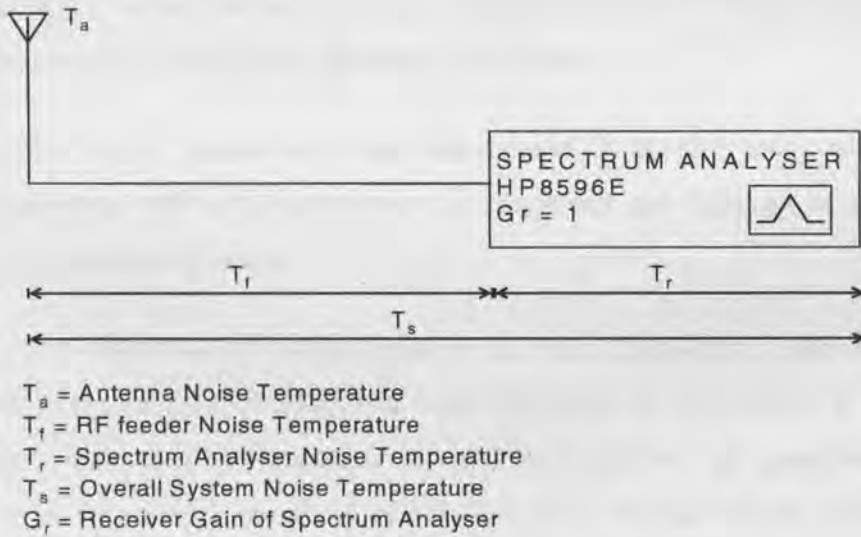 Ta
SPECTRUM ANALYSER
HP8596E
Gr = 1
Tf
Tr
Ts
Ta = Antenna Noise Temperature
Tf = RF feeder Noise Temperature
Tr = Spectrum Analyser Noise Temperature
Ts = Overall System Noise Temperature
Gr = Receiver Gain of Spectrum Analyser